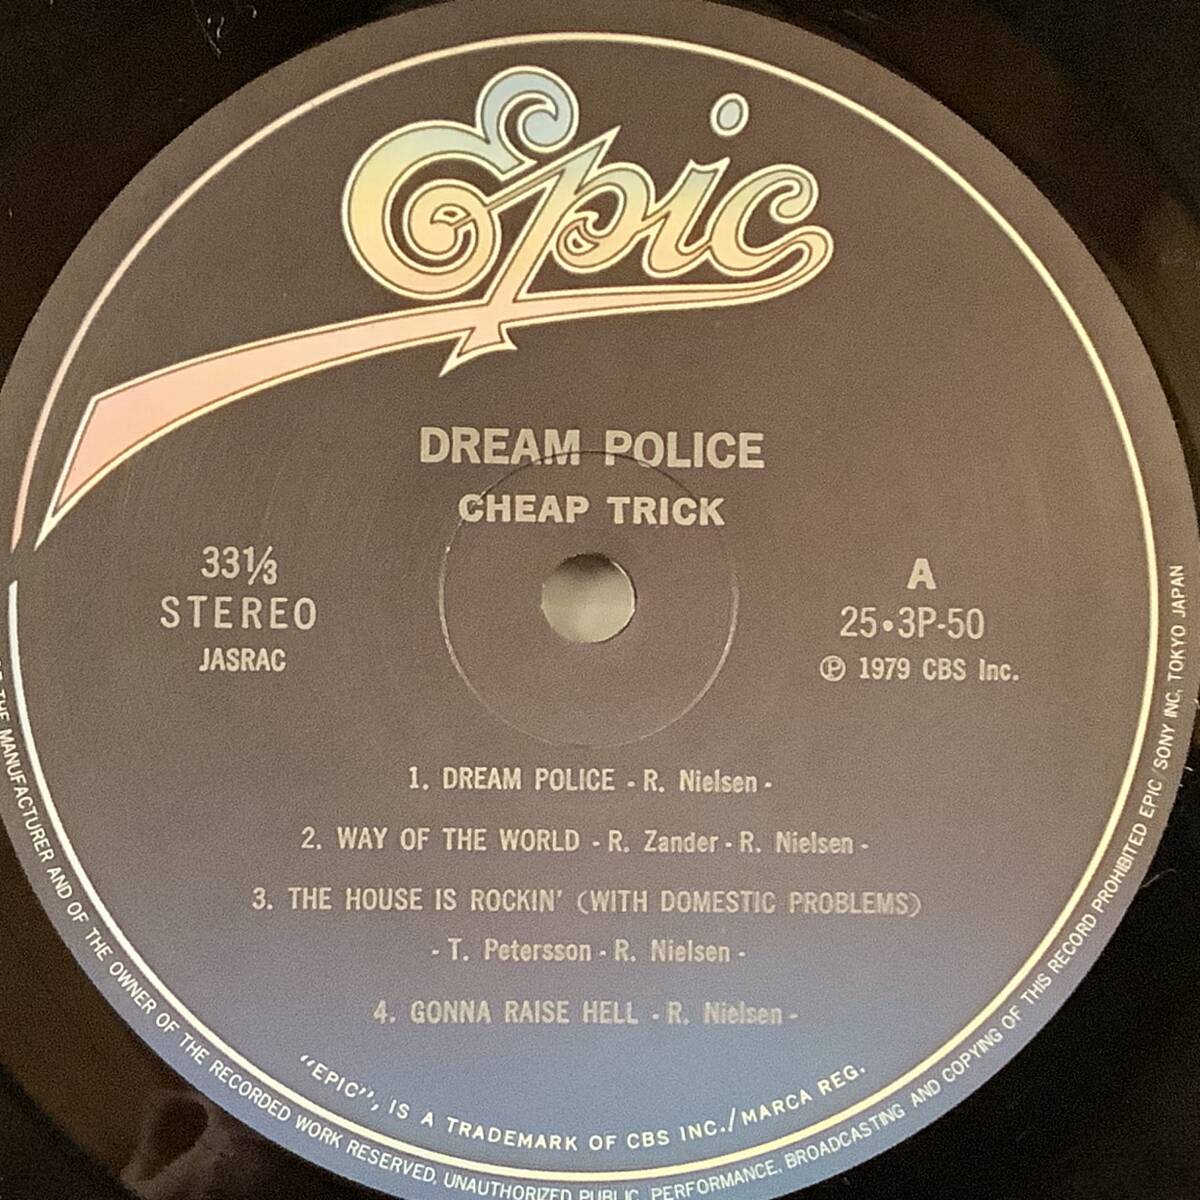 Epic
DREAM POLICE
CHEAP TRICK
33⅓
STEREO
JASRAC
A
25•3P-50
Ⓟ 1979 CBS Inc.
1. DREAM POLICE - R. Nielsen -
2. WAY OF THE WORLD - R. Zander - R. Nielsen -
3. THE HOUSE IS ROCKIN' (WITH DOMESTIC PROBLEMS)
- T. Petersson - R. Nielsen -
4. GONNA RAISE HELL - R. Nielsen -
"EPIC", IS A TRADEMARK OF CBS INC./MARCA REG.
THE MANUFACTURER AND OF THE OWNER OF THE RECORDED WORK RESERVED. UNAUTHORIZED PUBLIC PERFORMANCE, BROADCASTING AND COPYING OF THIS RECORD PROHIBITED EPIC/SONY INC, TOKYO JAPAN